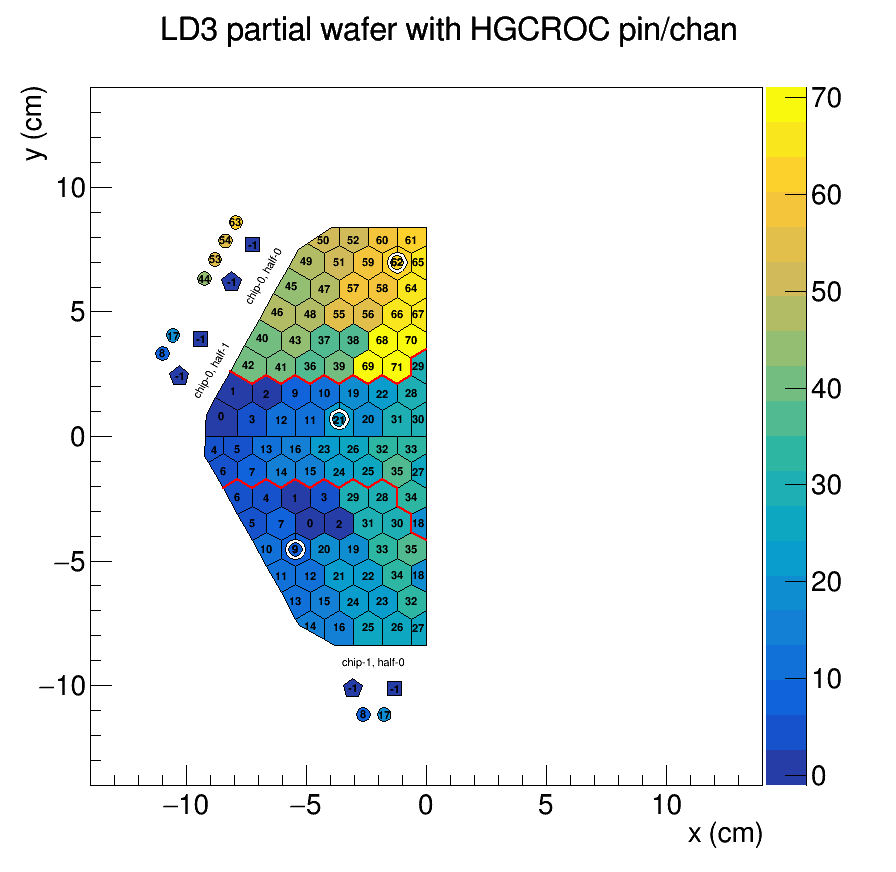 LD3 partial wafer with HGCROC pin/chan
y (cm)
70
60
50
40
30
20
10
0
10
5
0
−5
−10
63
54 -1
53
44 -1
chip-0, half-0
17 -1
8
-1
chip-0, half-1
50 52 60 61
49 51 59 62 65
45 47 57 58 64
46 48 55 56 66 67
40 43 37 38 68 70
42 41 36 39 69 71 29
1 2 9 10 19 22 28
0 3 12 11 21 20 31 30
4 5 13 16 23 26 32 33
6 7 14 15 24 25 35 27
6 4 1 3 29 28 34
5 7 0 2 31 30 18
10 9 20 19 33 35
11 12 21 22 34 18
13 15 24 23 32
14 16 25 26 27
chip-1, half-0
-1 -1
8 17
−10 −5 0 5 10
x (cm)